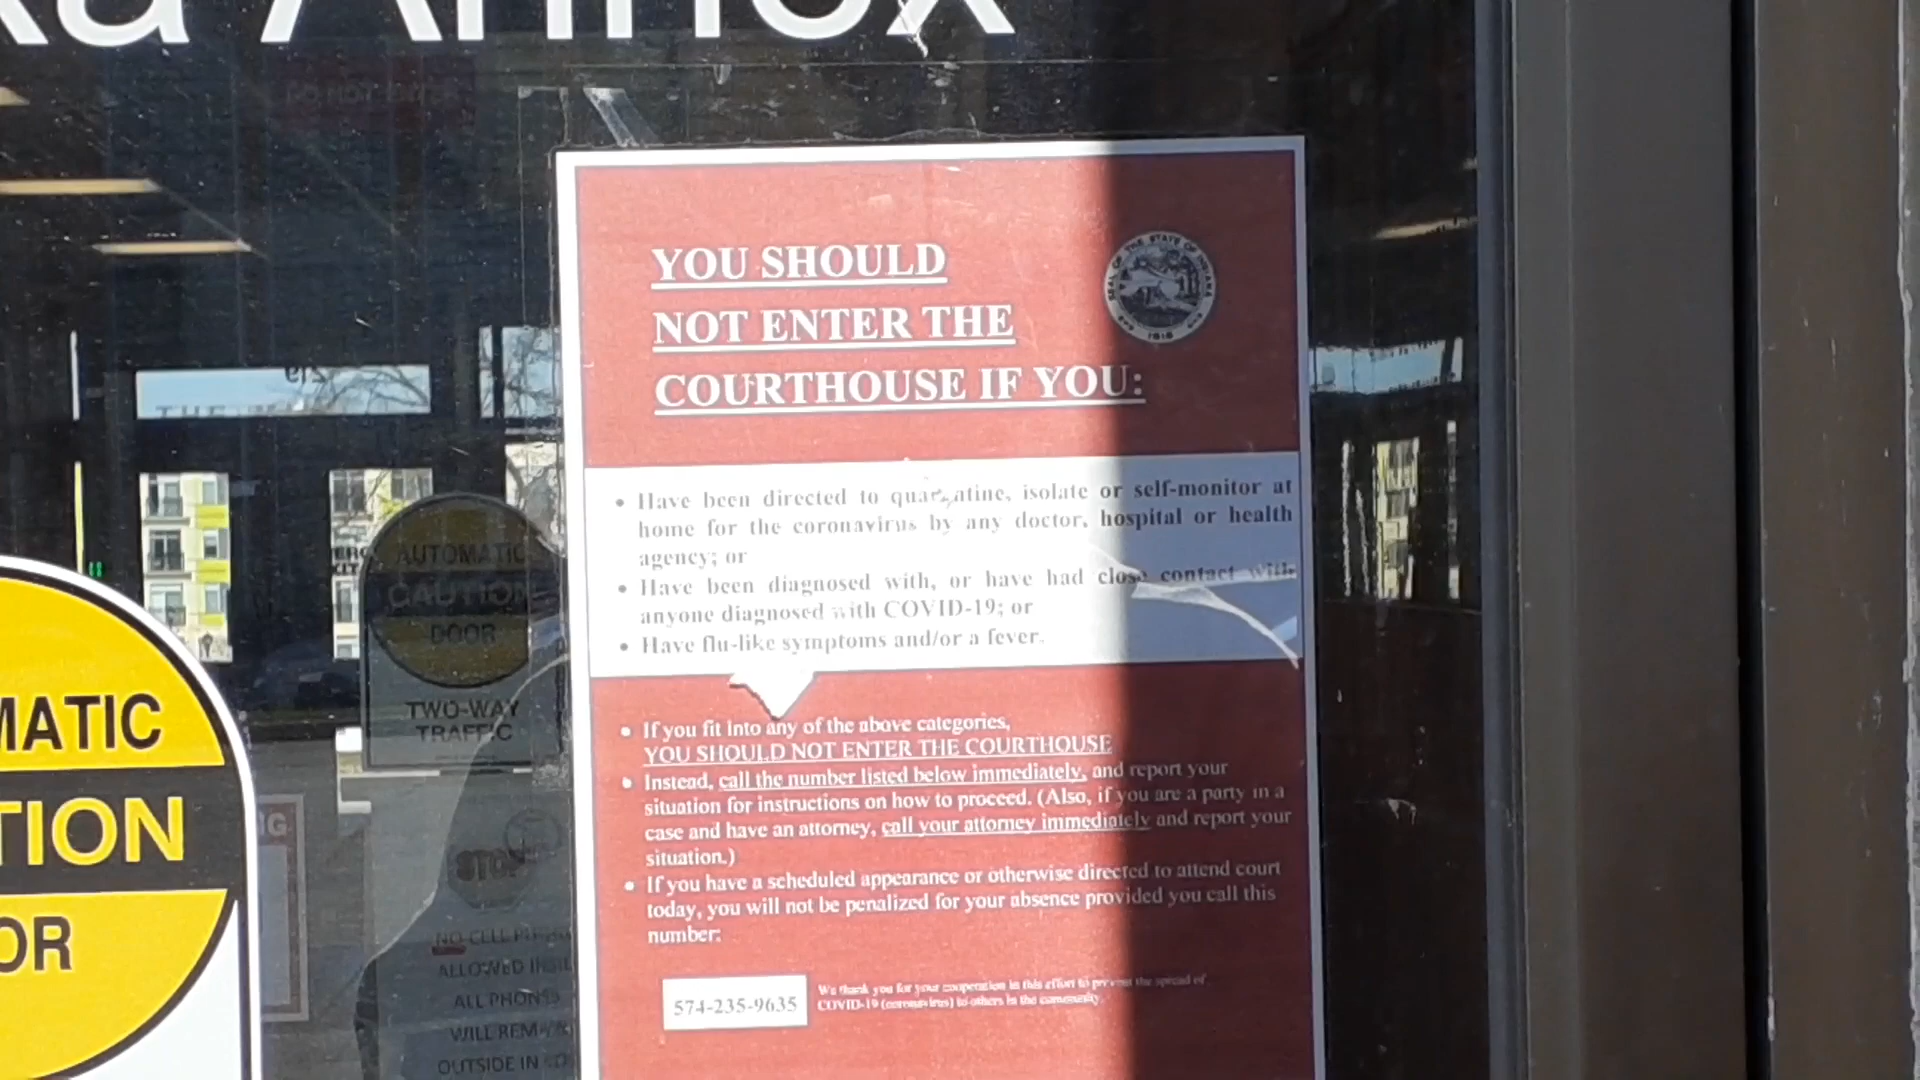 Annex
YOU SHOULD
NOT ENTER THE
COURTHOUSE IF YOU:
SEAL OF THE STATE OF INDIANA
1816
• Have been directed to quarantine, isolate or self-monitor at
home for the coronavirus by any doctor, hospital or health
agency; or
• Have been diagnosed with, or have had close contact with
anyone diagnosed with COVID-19; or
• Have flu-like symptoms and/or a fever.
• If you fit into any of the above categories,
YOU SHOULD NOT ENTER THE COURTHOUSE
• Instead, call the number listed below immediately, and report your
situation for instructions on how to proceed. (Also, if you are a party in a
case and have an attorney, call your attorney immediately and report your
situation.)
• If you have a scheduled appearance or otherwise directed to attend court
today, you will not be penalized for your absence provided you call this
number:
574-235-9635
We thank you for your cooperation in this effort to prevent the spread of
COVID-19 (coronavirus) to others in the community.
AUTOMATIC
CAUTION
DOOR
TWO-WAY
TRAFFIC
STOP
NO CELL
ALLOWED
ALL PHONES
WILL REMAIN
OUTSIDE IN
MATIC
TION
OR
219